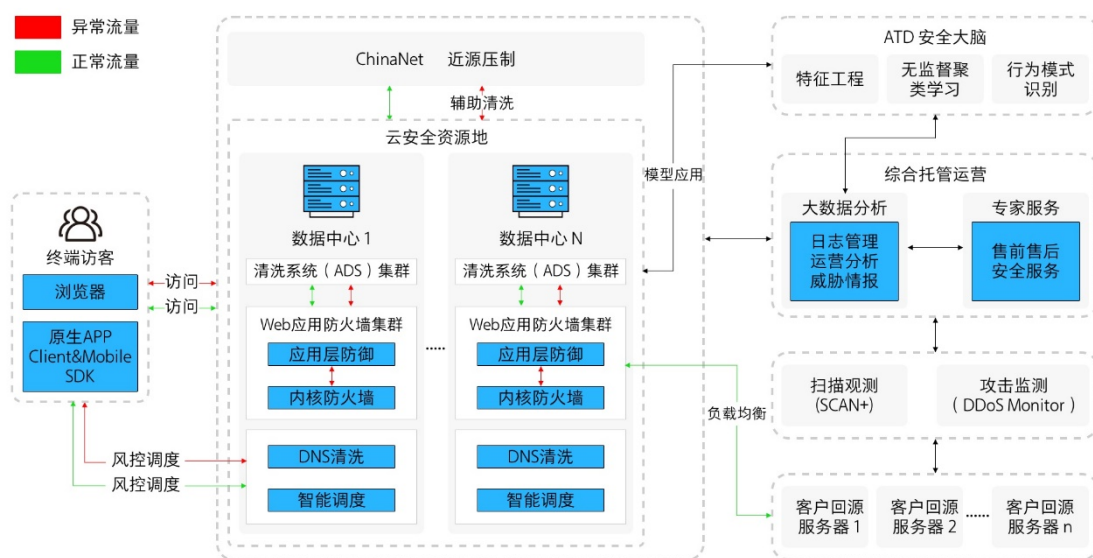 异常流量
正常流量
ChinaNet 近源压制
辅助清洗
云安全资源地
数据中心 1
清洗系统（ADS）集群
Web应用防火墙集群
应用层防御
内核防火墙
DNS清洗
智能调度
......
数据中心 N
清洗系统（ADS）集群
Web应用防火墙集群
应用层防御
内核防火墙
DNS清洗
智能调度
终端访客
浏览器
原生APP
Client&Mobile
SDK
访问
访问
风控调度
风控调度
模型应用
负载均衡
ATD 安全大脑
特征工程
无监督聚
类学习
行为模式
识别
综合托管运营
大数据分析
日志管理
运营分析
威胁情报
专家服务
售前售后
安全服务
扫描观测
(SCAN+)
攻击监测
（DDoS Monitor）
客户回源
服务器 1
客户回源
服务器 2
......
客户回源
服务器 n